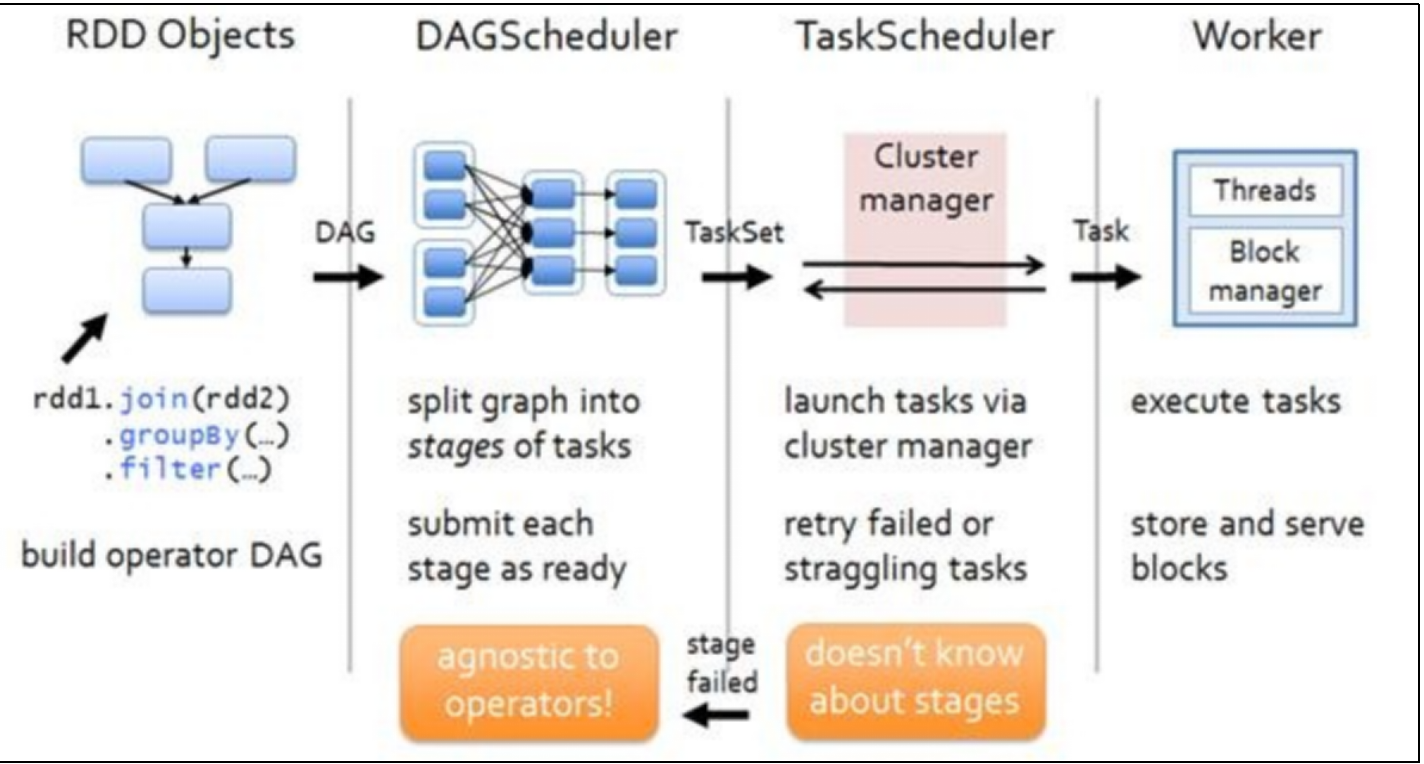 RDD Objects
DAGScheduler
TaskScheduler
Worker
DAG
TaskSet
Cluster
manager
Task
Threads
Block
manager
rdd1.join(rdd2)
.groupBy(…)
.filter(…)
build operator DAG
split graph into
stages of tasks
submit each
stage as ready
launch tasks via
cluster manager
retry failed or
straggling tasks
execute tasks
store and serve
blocks
agnostic to
operators!
stage
failed
doesn't know
about stages